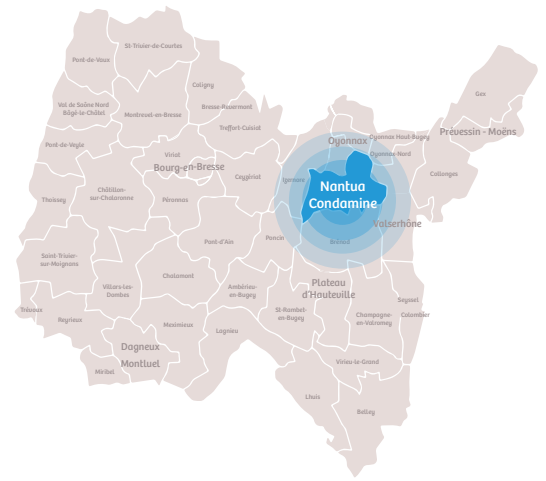 St-Trivier-de-Courtes
Pont-de-Vaux
Coligny
Gex
Val de Saône Nord
Bâgé-le-Châtel
Bresse-Revermont
Montrevel-en-Bresse
Treffort-Cuisiat
Prévessin - Moëns
Oyonnax Haut-Bugey
Oyonnax
Pont-de-Veyle
Viriat
Oyonnax-Nord
Bourg-en-Bresse
Collonges
Ceyzériat
Izernore
Nantua
Condamine
Châtillon-
sur-Chalaronne
Thoissey
Péronnas
Valserhône
Pont-d'Ain
Poncin
Brénod
Saint-Trivier-
sur-Moignans
Chalamont
Villars-les-
Dombes
Ambérieu-
en-Bugey
Plateau
d'Hauteville
Seyssel
Trévoux
Reyrieux
St-Rambert-
en-Bugey
Champagne-
en-Valromey
Culombier
Meximieux
Lagnieu
Dagneux
Montluel
Miribel
Virieu-le-Grand
Lhuis
Belley